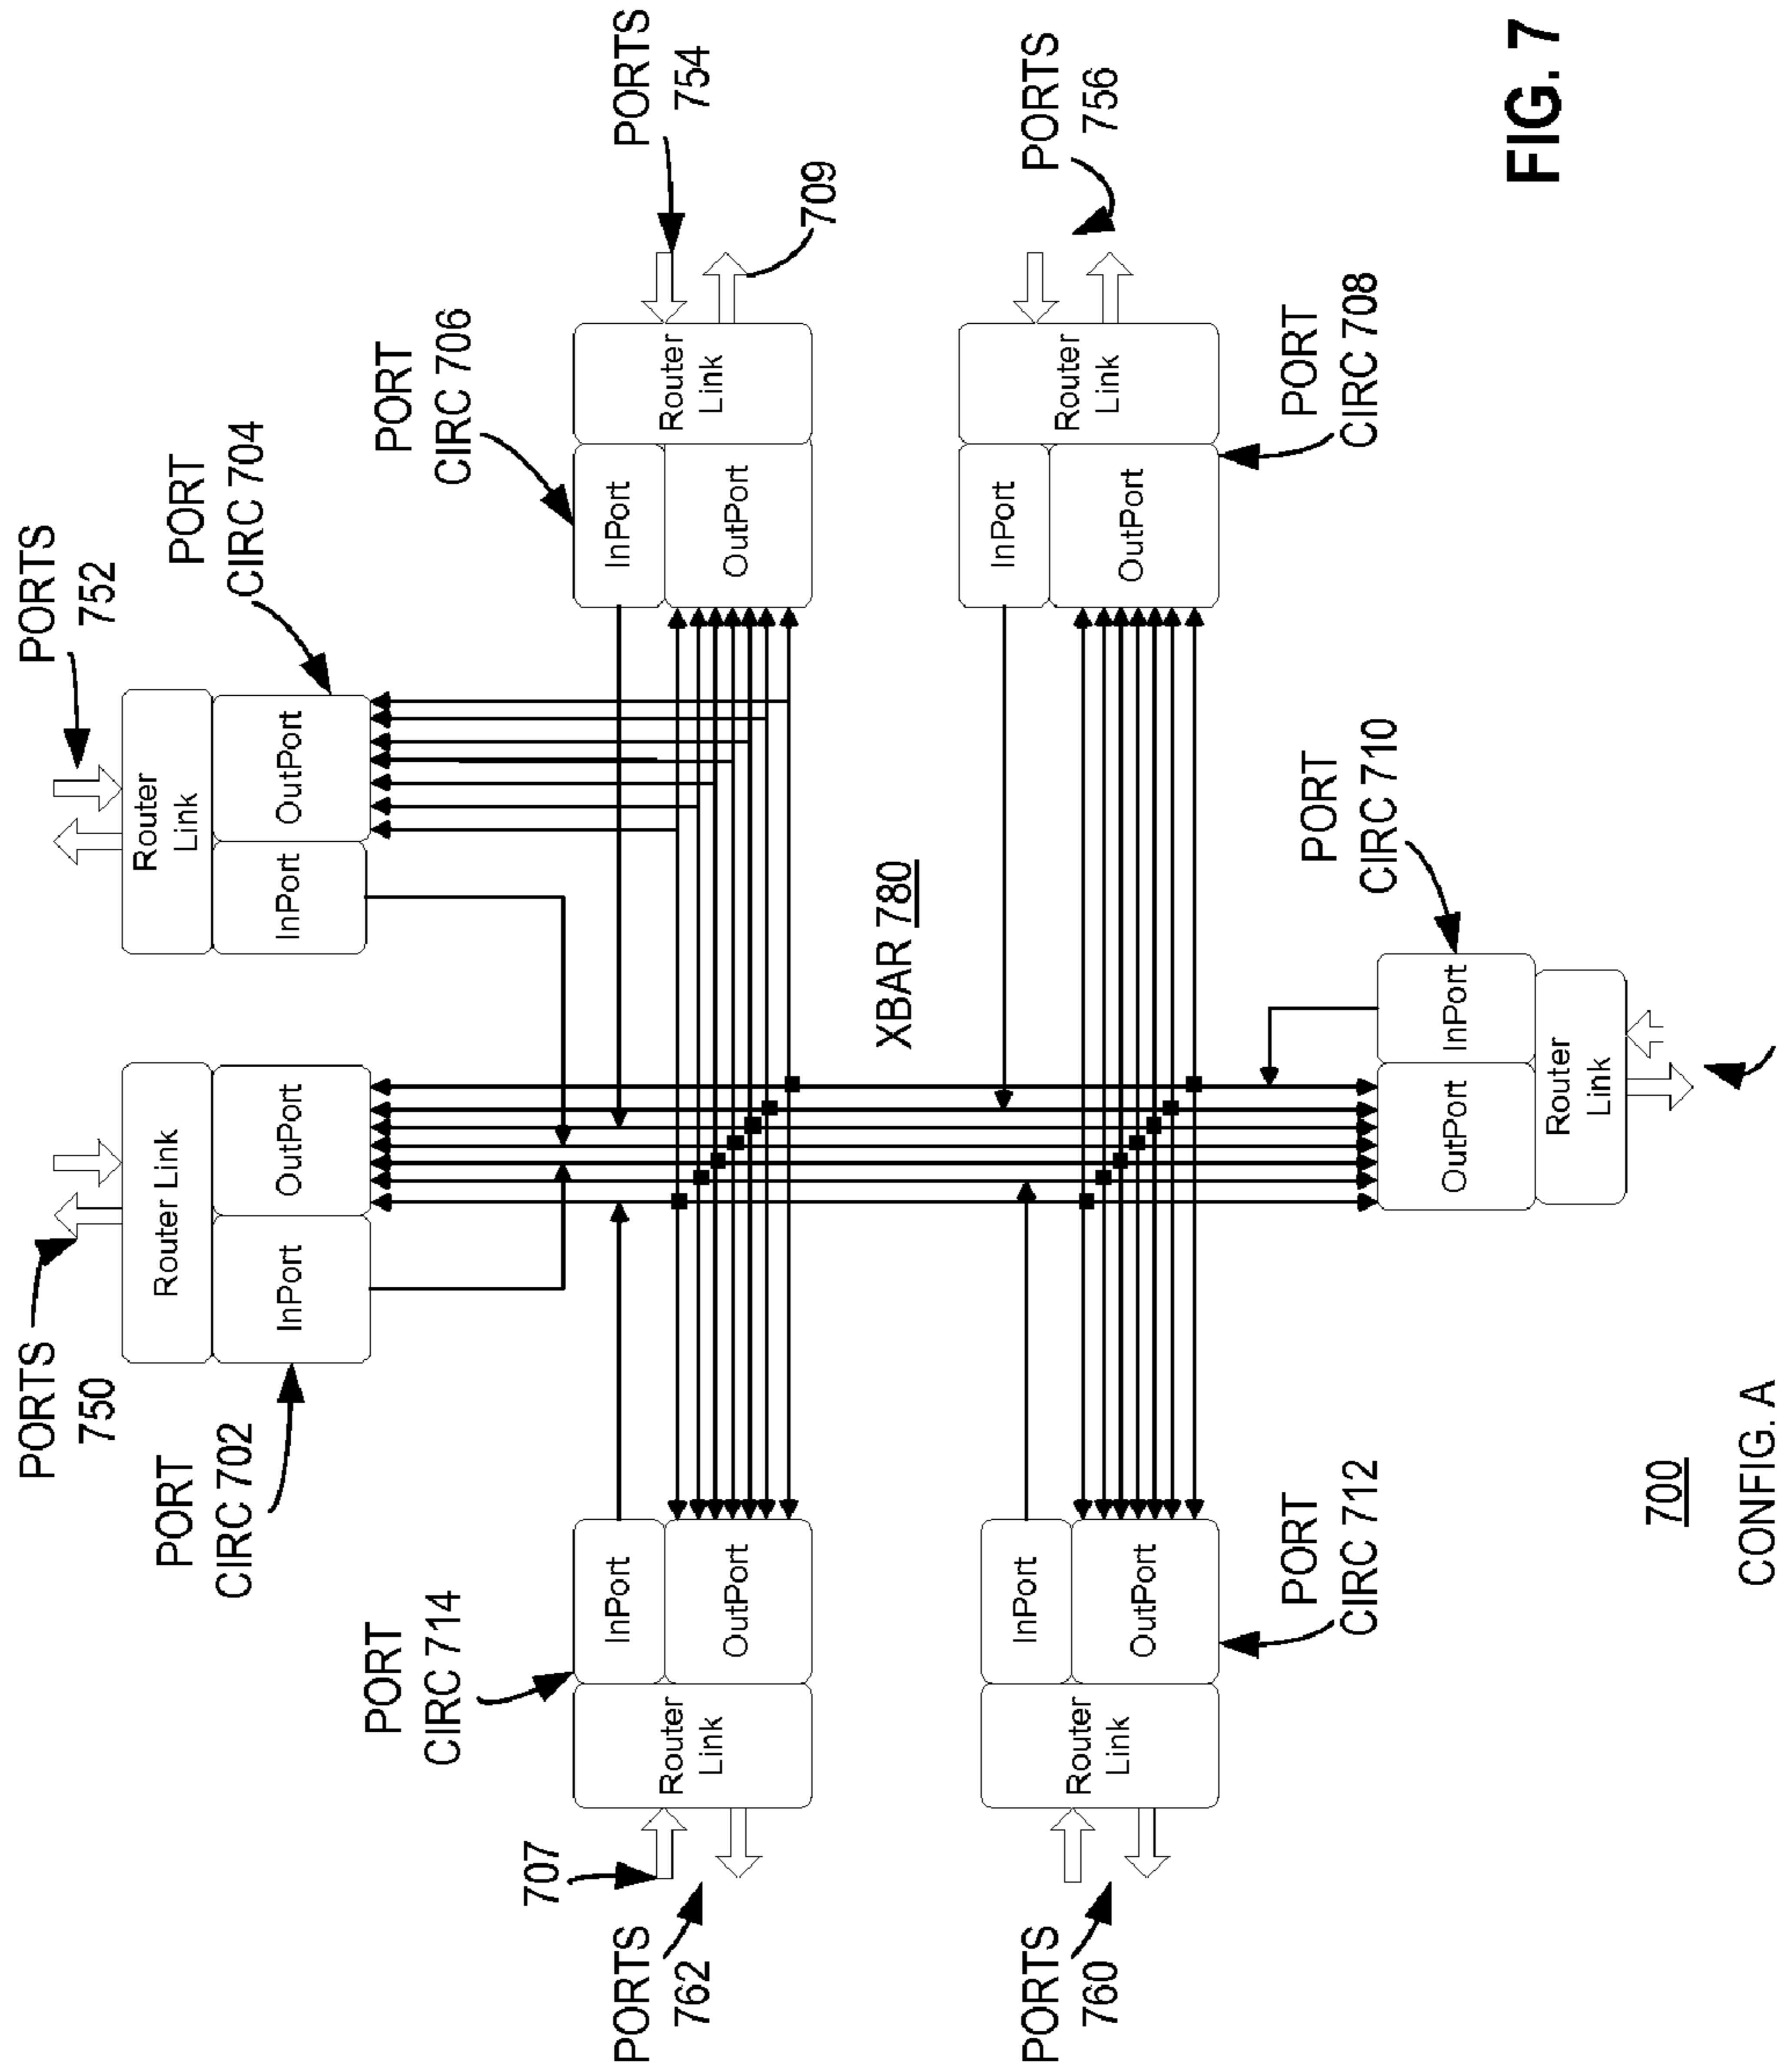 PORTS
750
PORTS
752
PORT
CIRC 702
PORT
CIRC 704
Router Link
InPort
OutPort
Router
Link
InPort
OutPort
PORT
CIRC 714
PORT
CIRC 706
PORTS
762
707
Router
Link
InPort
OutPort
InPort
OutPort
Router
Link
PORTS
754
709
XBAR 780
PORTS
760
Router
Link
InPort
OutPort
InPort
OutPort
Router
Link
PORTS
756
PORT
CIRC 712
PORT
CIRC 710
PORT
CIRC 708
OutPort
InPort
Router
Link
700
CONFIG. A
FIG. 7